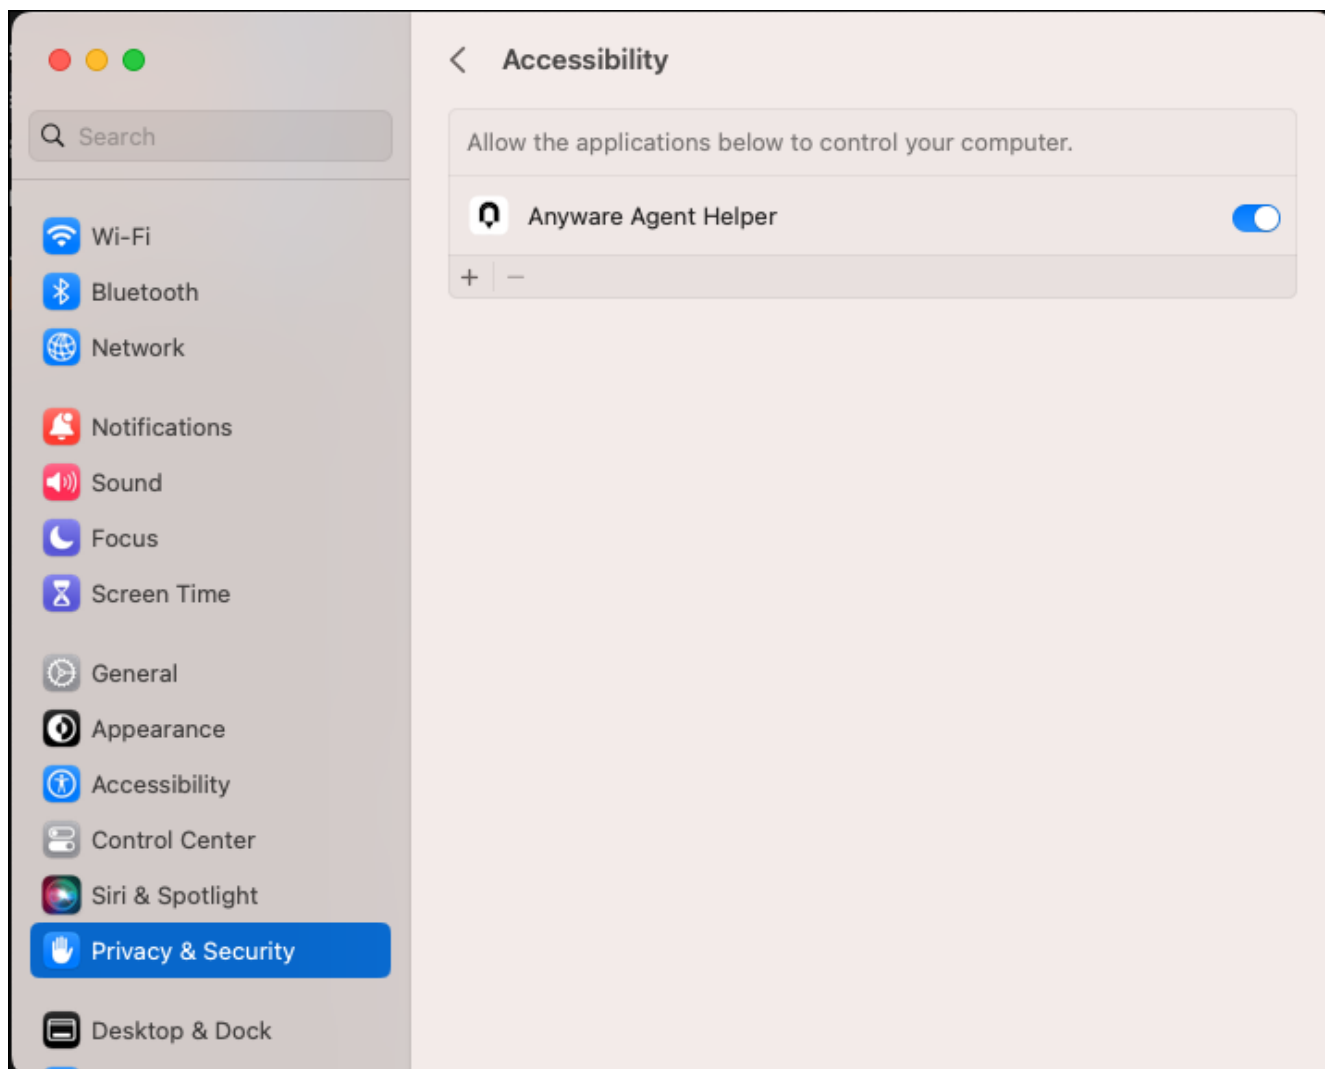 Search
Wi-Fi
Bluetooth
Network
Notifications
Sound
Focus
Screen Time
General
Appearance
Accessibility
Control Center
Siri & Spotlight
Privacy & Security
Desktop & Dock
Accessibility
Allow the applications below to control your computer.
Anyware Agent Helper